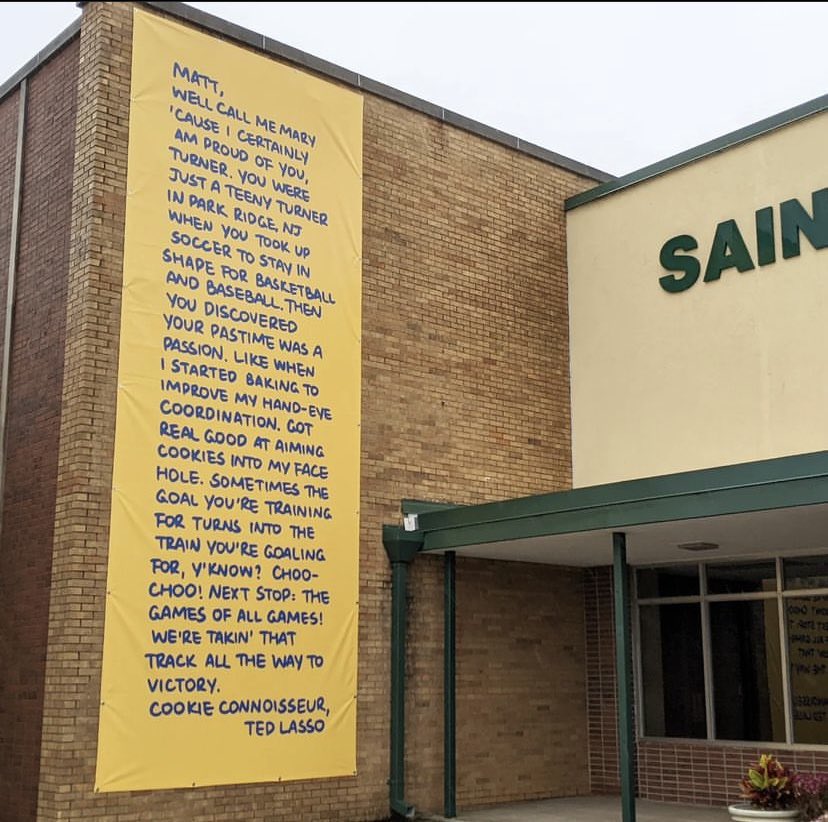 MATT,
WELL CALL ME MARY
'CAUSE I CERTAINLY
AM PROUD OF YOU,
TURNER. YOU WERE
JUST A TEENY TURNER
IN PARK RIDGE, NJ
WHEN YOU TOOK UP
SOCCER TO STAY IN
SHAPE FOR BASKETBALL
AND BASEBALL. THEN
YOU DISCOVERED
YOUR PASTIME WAS A
PASSION. LIKE WHEN
I STARTED BAKING TO
IMPROVE MY HAND-EYE
COORDINATION. GOT
REAL GOOD AT AIMING
COOKIES INTO MY FACE
HOLE. SOMETIMES THE
GOAL YOU'RE TRAINING
FOR TURNS INTO THE
TRAIN YOU'RE GOALING
FOR, Y'KNOW? CHOO-
CHOO! NEXT STOP: THE
GAMES OF ALL GAMES!
WE'RE TAKIN' THAT
TRACK ALL THE WAY TO
VICTORY.
COOKIE CONNOISSEUR,
TED LASSO
SAIN